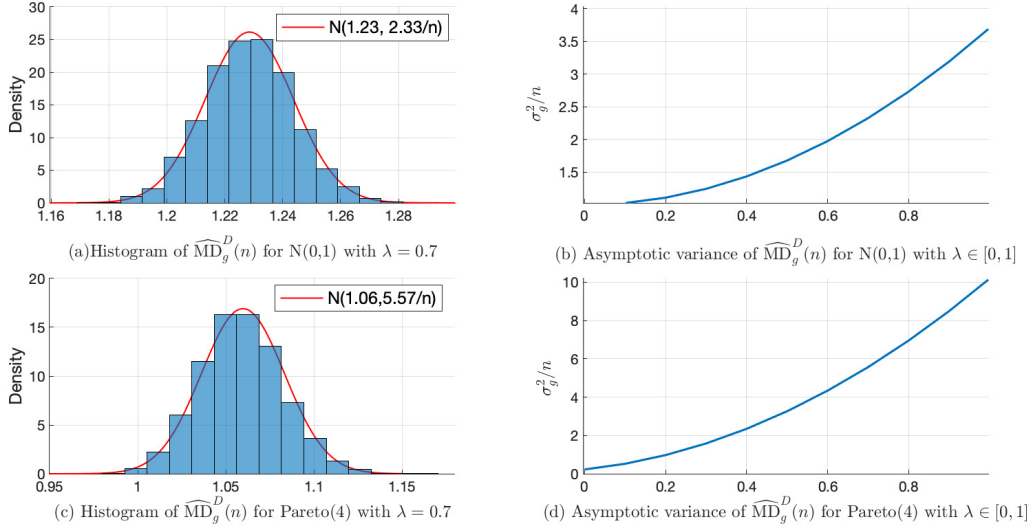 30
25
20
15
10
5
0
Density
N(1.23, 2.33/n)
1.16 1.18 1.2 1.22 1.24 1.26 1.28
(a)Histogram of $\widehat{\mathrm{MD}}_g^D(n)$ for N(0,1) with λ = 0.7
4
3.5
3
2.5
2
1.5
$\sigma_g^2/n$
0 0.2 0.4 0.6 0.8
(b) Asymptotic variance of $\widehat{\mathrm{MD}}_g^D(n)$ for N(0,1) with λ ∈ [0, 1]
20
15
10
5
0
Density
N(1.06,5.57/n)
0.95 1 1.05 1.1 1.15
(c) Histogram of $\widehat{\mathrm{MD}}_g^D(n)$ for Pareto(4) with λ = 0.7
10
8
6
4
2
0
$\sigma_g^2/n$
0 0.2 0.4 0.6 0.8
(d) Asymptotic variance of $\widehat{\mathrm{MD}}_g^D(n)$ for Pareto(4) with λ ∈ [0, 1]